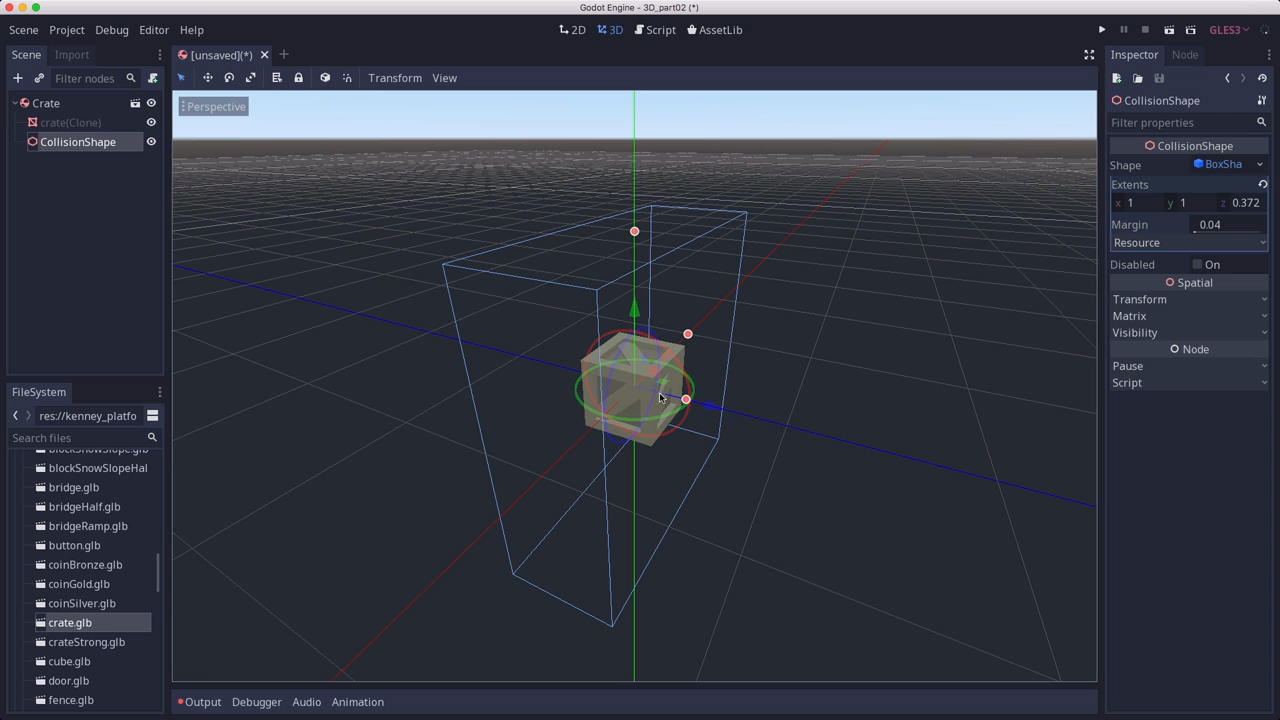 Godot Engine - 3D_part02 (*)
Scene Project Debug Editor Help
2D 3D Script AssetLib
GLES3
Scene Import
Filter nodes
Crate
crate(Clone)
CollisionShape
[unsaved](*)
Transform View
Perspective
FileSystem
res://kenney_platfo
Search files
blockSnowSlope.glb
blockSnowSlopeHal
bridge.glb
bridgeHalf.glb
bridgeRamp.glb
button.glb
coinBronze.glb
coinGold.glb
coinSilver.glb
crate.glb
crateStrong.glb
cube.glb
door.glb
fence.glb
Output Debugger Audio Animation
Inspector Node
CollisionShape
Filter properties
CollisionShape
Shape BoxSha
Extents
x 1 y 1 z 0.372
Margin 0.04
Resource
Disabled On
Spatial
Transform
Matrix
Visibility
Node
Pause
Script